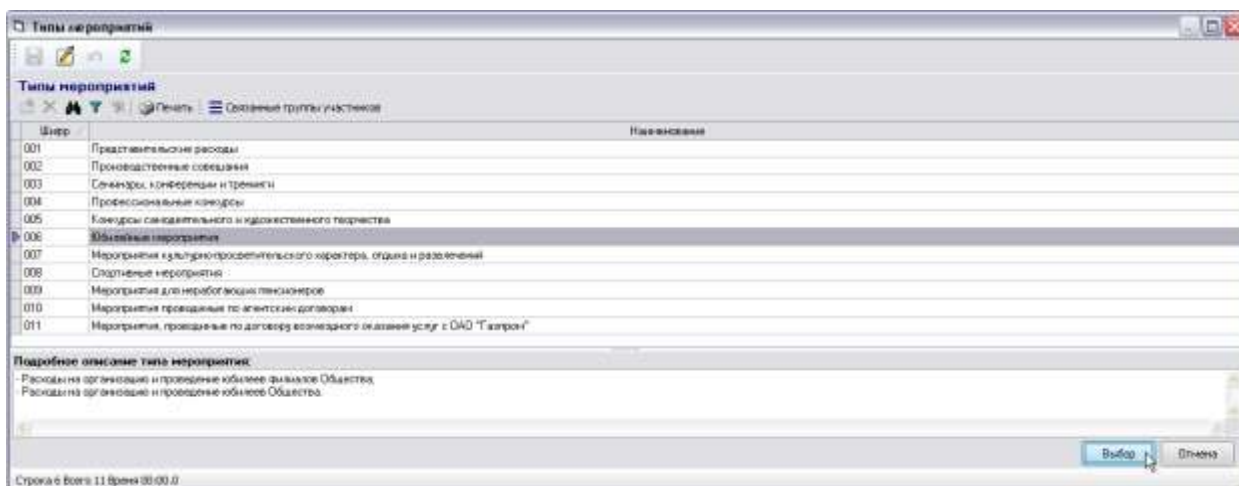 Типы мероприятий
Типы мероприятий
Печать Связанные группы участников
Шифр Наименование
001 Представительские расходы
002 Производственные совещания
003 Семинары, конференции и тренинги
004 Профессиональные конкурсы
005 Конкурсы самодеятельного и художественного творчества
006 Юбилейные мероприятия
007 Мероприятия культурно-просветительского характера, отдыха и развлечений
008 Спортивные мероприятия
009 Мероприятия для неработающих пенсионеров
010 Мероприятия проводимые по агентским договорам
011 Мероприятия, проводимые по договору возмездного оказания услуг с ОАО "Газпром"
Подробное описание типа мероприятия:
- Расходы на организацию и проведение юбилеев филиалов Общества;
- Расходы на организацию и проведение юбилеев Общества.
Выбор Отмена
Строка 6 Всего 11 Время 00:00.0